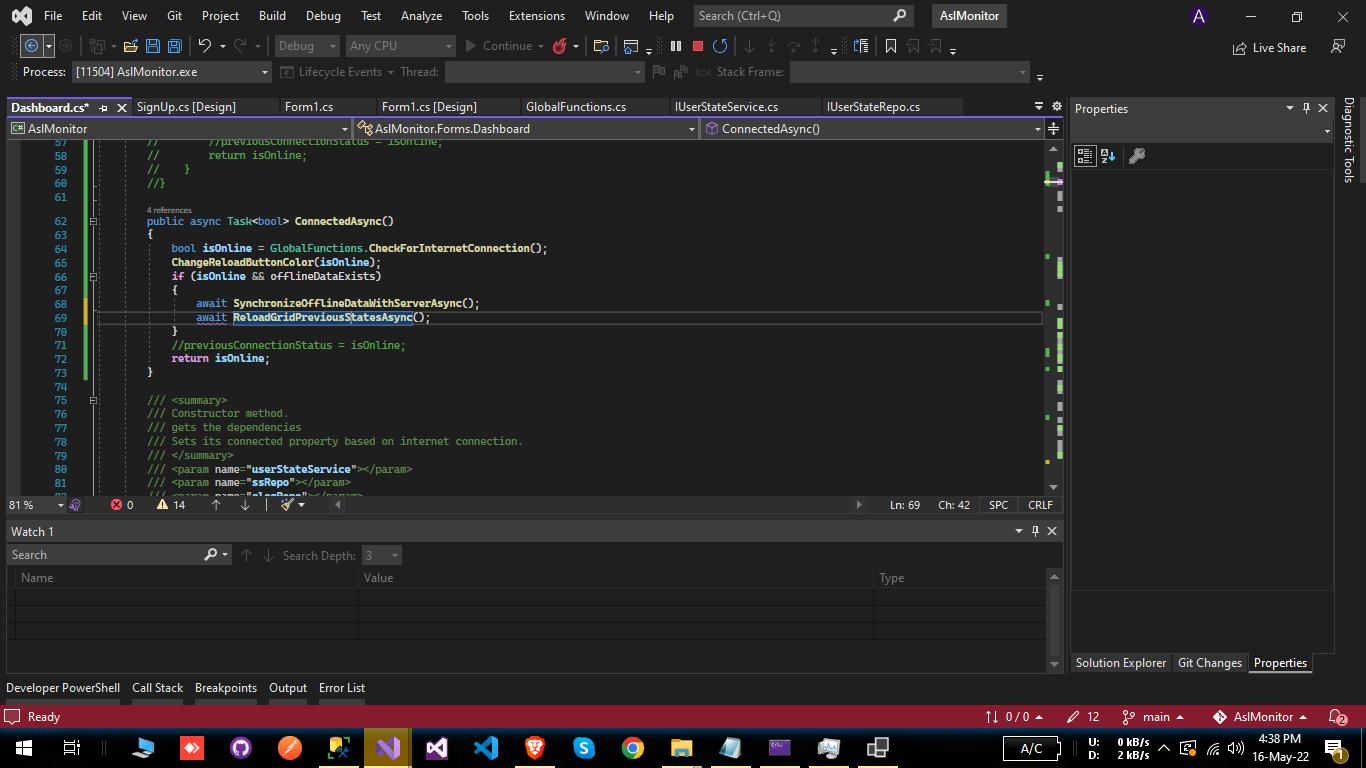 File Edit View Git Project Build Debug Test Analyze Tools Extensions Window Help Search (Ctrl+Q) AslMonitor A
Debug Any CPU Continue Live Share
Process: [11504] AslMonitor.exe Lifecycle Events Thread: Stack Frame:
Dashboard.cs* SignUp.cs [Design] Form1.cs Form1.cs [Design] GlobalFunctions.cs IUserStateService.cs IUserStateRepo.cs
Properties
Diagnostic Tools
C# AslMonitor AslMonitor.Forms.Dashboard ConnectedAsync()
57 // //previousConnectionStatus = isOnline;
58 // return isOnline;
59 // }
60 //}
61
4 references
62 public async Task<bool> ConnectedAsync()
63 {
64 bool isOnline = GlobalFunctions.CheckForInternetConnection();
65 ChangeReloadButtonColor(isOnline);
66 if (isOnline && offlineDataExists)
67 {
68 await SynchronizeOfflineDataWithServerAsync();
69 await ReloadGridPreviousStatesAsync();
70 }
71 //previousConnectionStatus = isOnline;
72 return isOnline;
73 }
74
75 /// <summary>
76 /// Constructor method.
77 /// gets the dependencies
78 /// Sets its connected property based on internet connection.
79 /// </summary>
80 /// <param name="userStateService"></param>
81 /// <param name="ssRepo"></param>
81 % 0 14 Ln: 69 Ch: 42 SPC CRLF
Watch 1
Search Search Depth: 3
Name Value Type
Solution Explorer Git Changes Properties
Developer PowerShell Call Stack Breakpoints Output Error List
Ready 0 / 0 12 main AslMonitor 2
A/C U: 0 kB/s D: 2 kB/s 4:38 PM 16-May-22 1